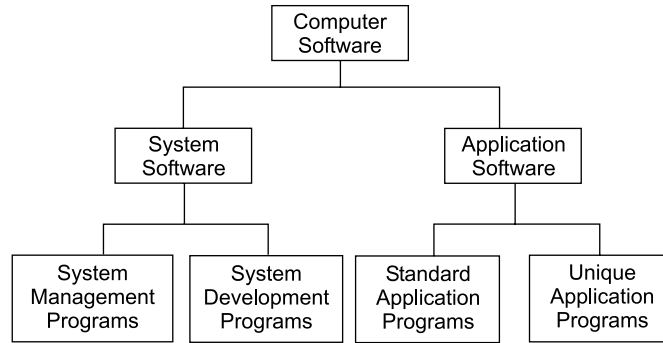 Computer
Software
System
Software
Application
Software
System
Management
Programs
System
Development
Programs
Standard
Application
Programs
Unique
Application
Programs